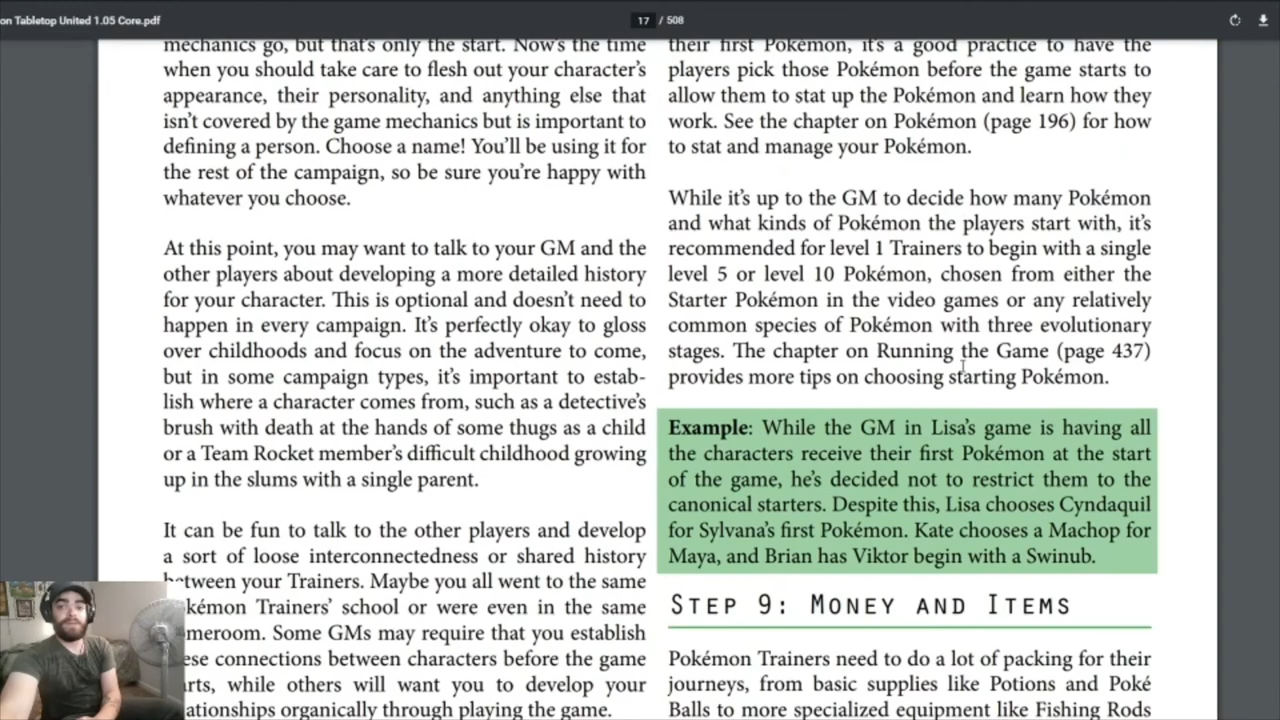 on Tabletop United 1.05 Core.pdf
17 / 508
mechanics go, but that's only the start. Now's the time
when you should take care to flesh out your character's
appearance, their personality, and anything else that
isn't covered by the game mechanics but is important to
defining a person. Choose a name! You'll be using it for
the rest of the campaign, so be sure you're happy with
whatever you choose.
At this point, you may want to talk to your GM and the
other players about developing a more detailed history
for your character. This is optional and doesn't need to
happen in every campaign. It's perfectly okay to gloss
over childhoods and focus on the adventure to come,
but in some campaign types, it's important to estab-
lish where a character comes from, such as a detective's
brush with death at the hands of some thugs as a child
or a Team Rocket member's difficult childhood growing
up in the slums with a single parent.
It can be fun to talk to the other players and develop
a sort of loose interconnectedness or shared history
between your Trainers. Maybe you all went to the same
kémon Trainers' school or were even in the same
meroom. Some GMs may require that you establish
ese connections between characters before the game
arts, while others will want you to develop your
ationships organically through playing the game.
their first Pokémon, it's a good practice to have the
players pick those Pokémon before the game starts to
allow them to stat up the Pokémon and learn how they
work. See the chapter on Pokémon (page 196) for how
to stat and manage your Pokémon.
While it's up to the GM to decide how many Pokémon
and what kinds of Pokémon the players start with, it's
recommended for level 1 Trainers to begin with a single
level 5 or level 10 Pokémon, chosen from either the
Starter Pokémon in the video games or any relatively
common species of Pokémon with three evolutionary
stages. The chapter on Running the Game (page 437)
provides more tips on choosing starting Pokémon.
Example: While the GM in Lisa's game is having all
the characters receive their first Pokémon at the start
of the game, he's decided not to restrict them to the
canonical starters. Despite this, Lisa chooses Cyndaquil
for Sylvana's first Pokémon. Kate chooses a Machop for
Maya, and Brian has Viktor begin with a Swinub.
Step 9: Money and Items
Pokémon Trainers need to do a lot of packing for their
journeys, from basic supplies like Potions and Poké
Balls to more specialized equipment like Fishing Rods